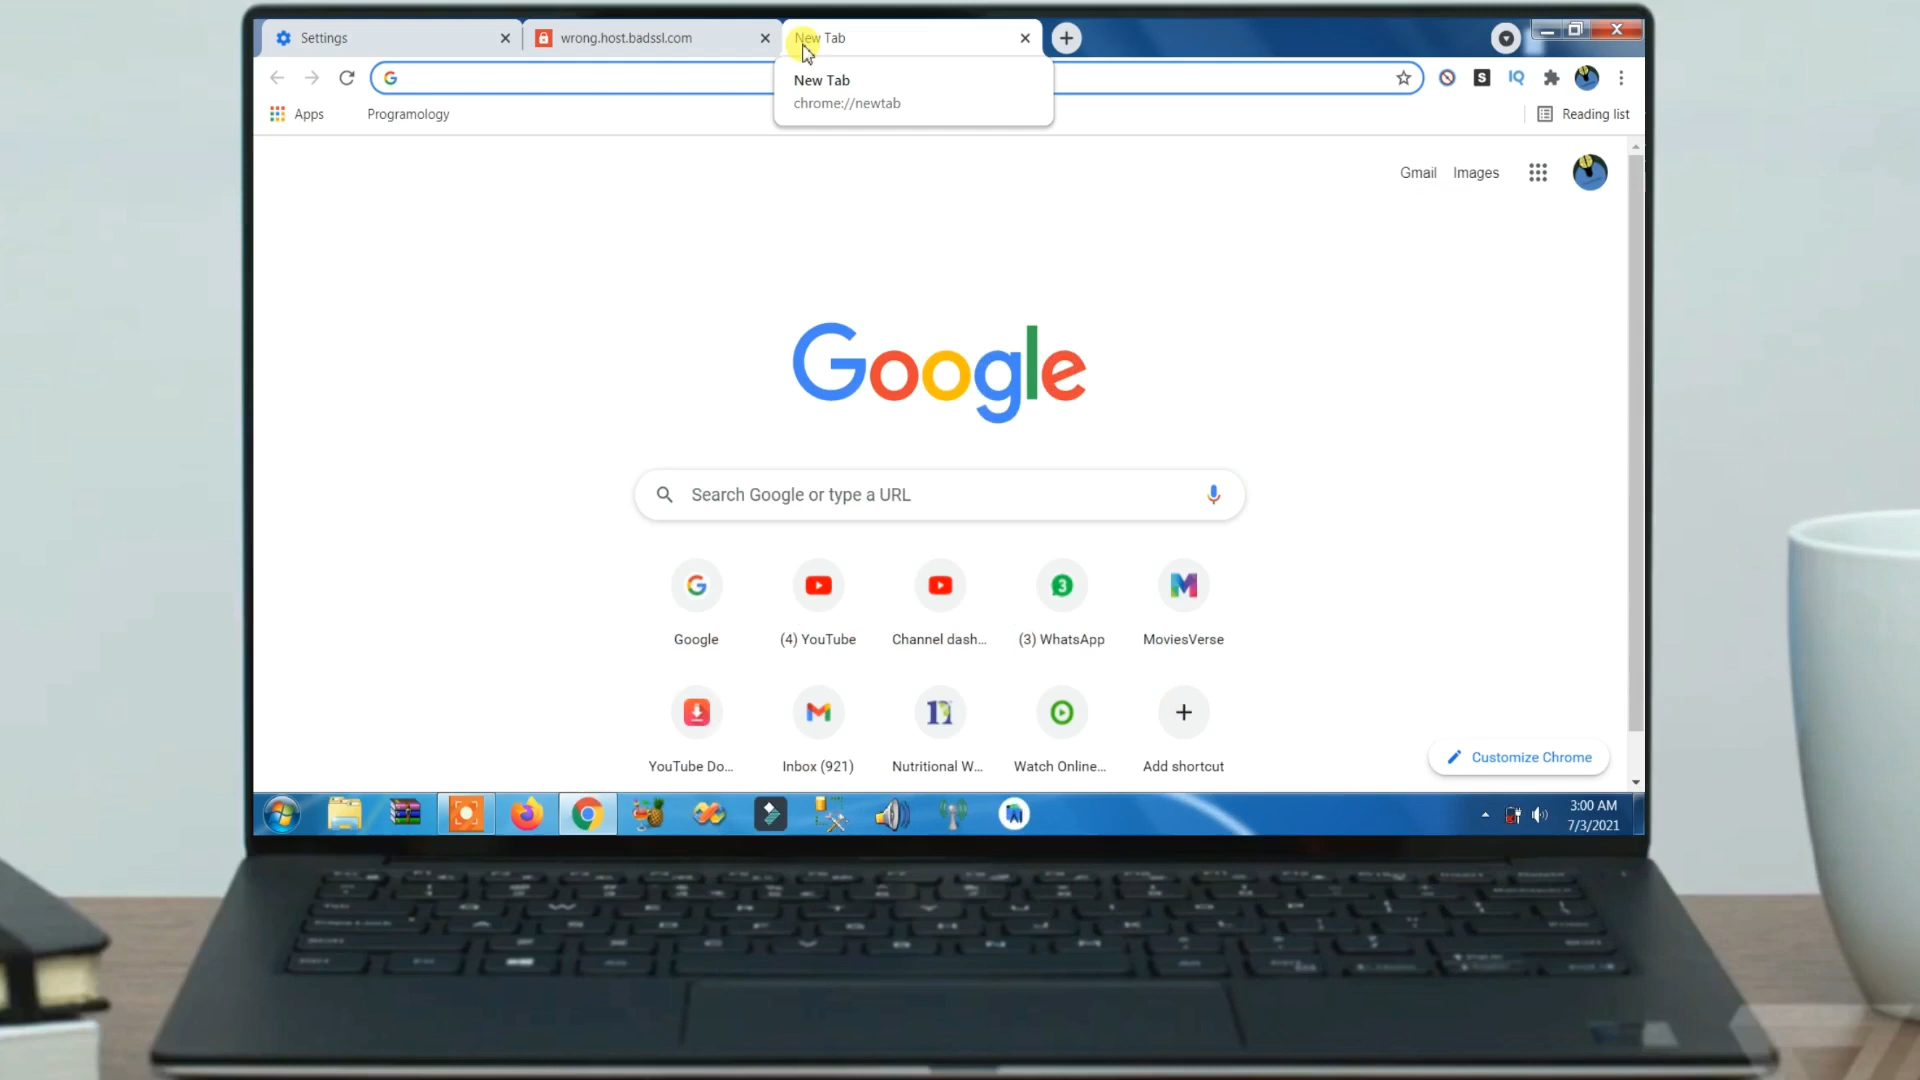 Settings
wrong.host.badssl.com
New Tab
New Tab
chrome://newtab
Apps
Programology
Reading list
Gmail
Images
Google
Search Google or type a URL
Google
(4) YouTube
Channel dash...
(3) WhatsApp
MoviesVerse
YouTube Do...
Inbox (921)
Nutritional W...
Watch Online...
Add shortcut
Customize Chrome
3:00 AM
7/3/2021